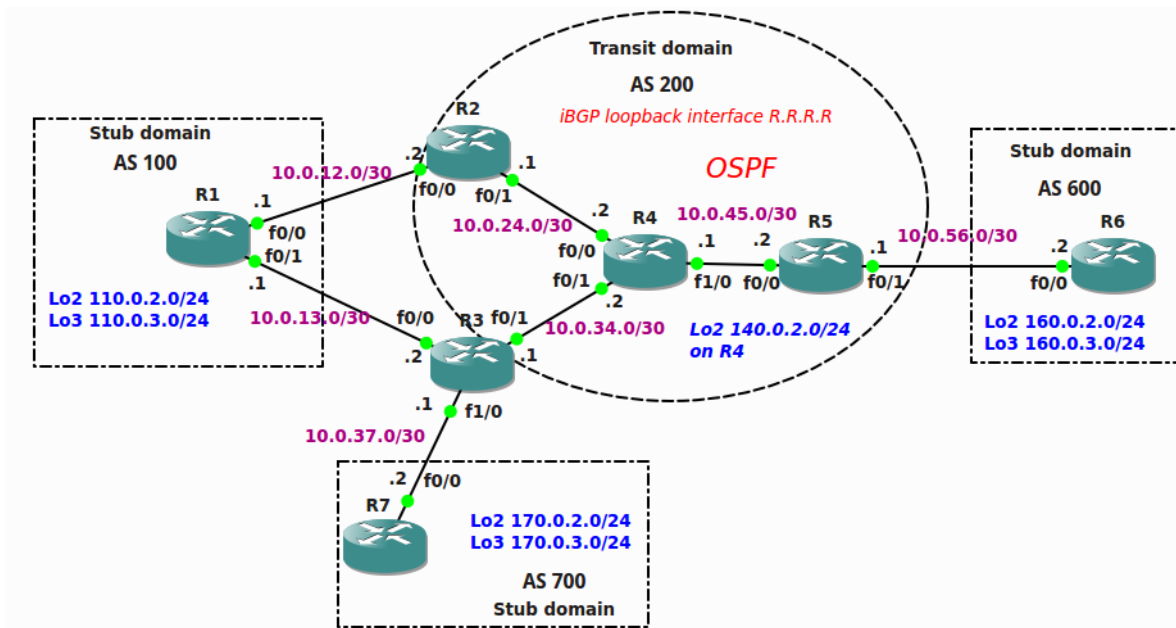 Transit domain
AS 200
iBGP loopback interface R.R.R.R
OSPF
Stub domain
AS 100
R1
.1
f0/0
f0/1
.1
Lo2 110.0.2.0/24
Lo3 110.0.3.0/24
10.0.12.0/30
10.0.13.0/30
R2
.2
f0/0
.1
f0/1
10.0.24.0/30
R4
.2
f0/0
f0/1
.2
.1
f1/0
10.0.34.0/30
10.0.45.0/30
Lo2 140.0.2.0/24
on R4
R5
.2
f0/0
.1
f0/1
10.0.56.0/30
Stub domain
AS 600
R6
.2
f0/0
Lo2 160.0.2.0/24
Lo3 160.0.3.0/24
R3
f0/0
.2
f0/1
.1
.1
f1/0
10.0.37.0/30
.2
f0/0
R7
Lo2 170.0.2.0/24
Lo3 170.0.3.0/24
AS 700
Stub domain